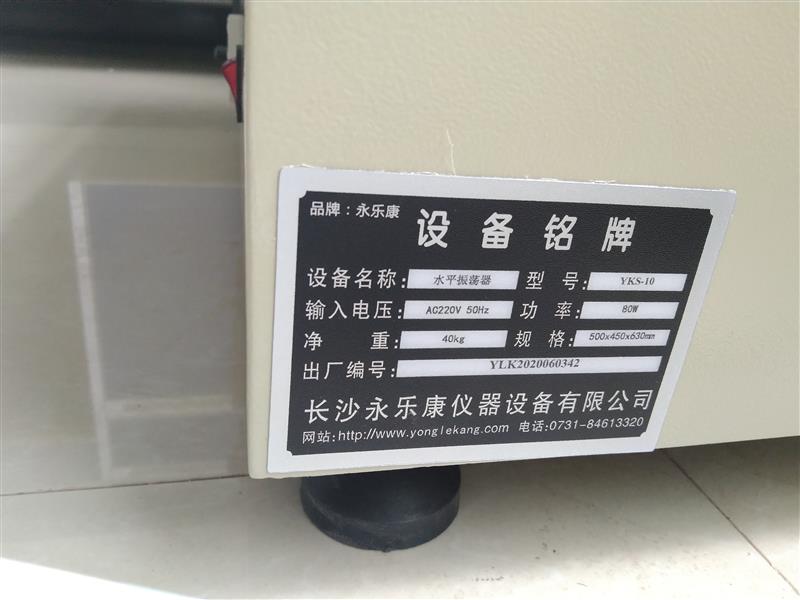 品牌：永乐康
设备铭牌
设备名称：水平振荡器 型号：YKS-10
输入电压：AC220V 50Hz 功率：80W
净重：40kg 规格：500x450x630mm
出厂编号：YLK2020060342
长沙永乐康仪器设备有限公司
网站:http://www.yonglekang.com 电话:0731-84613320